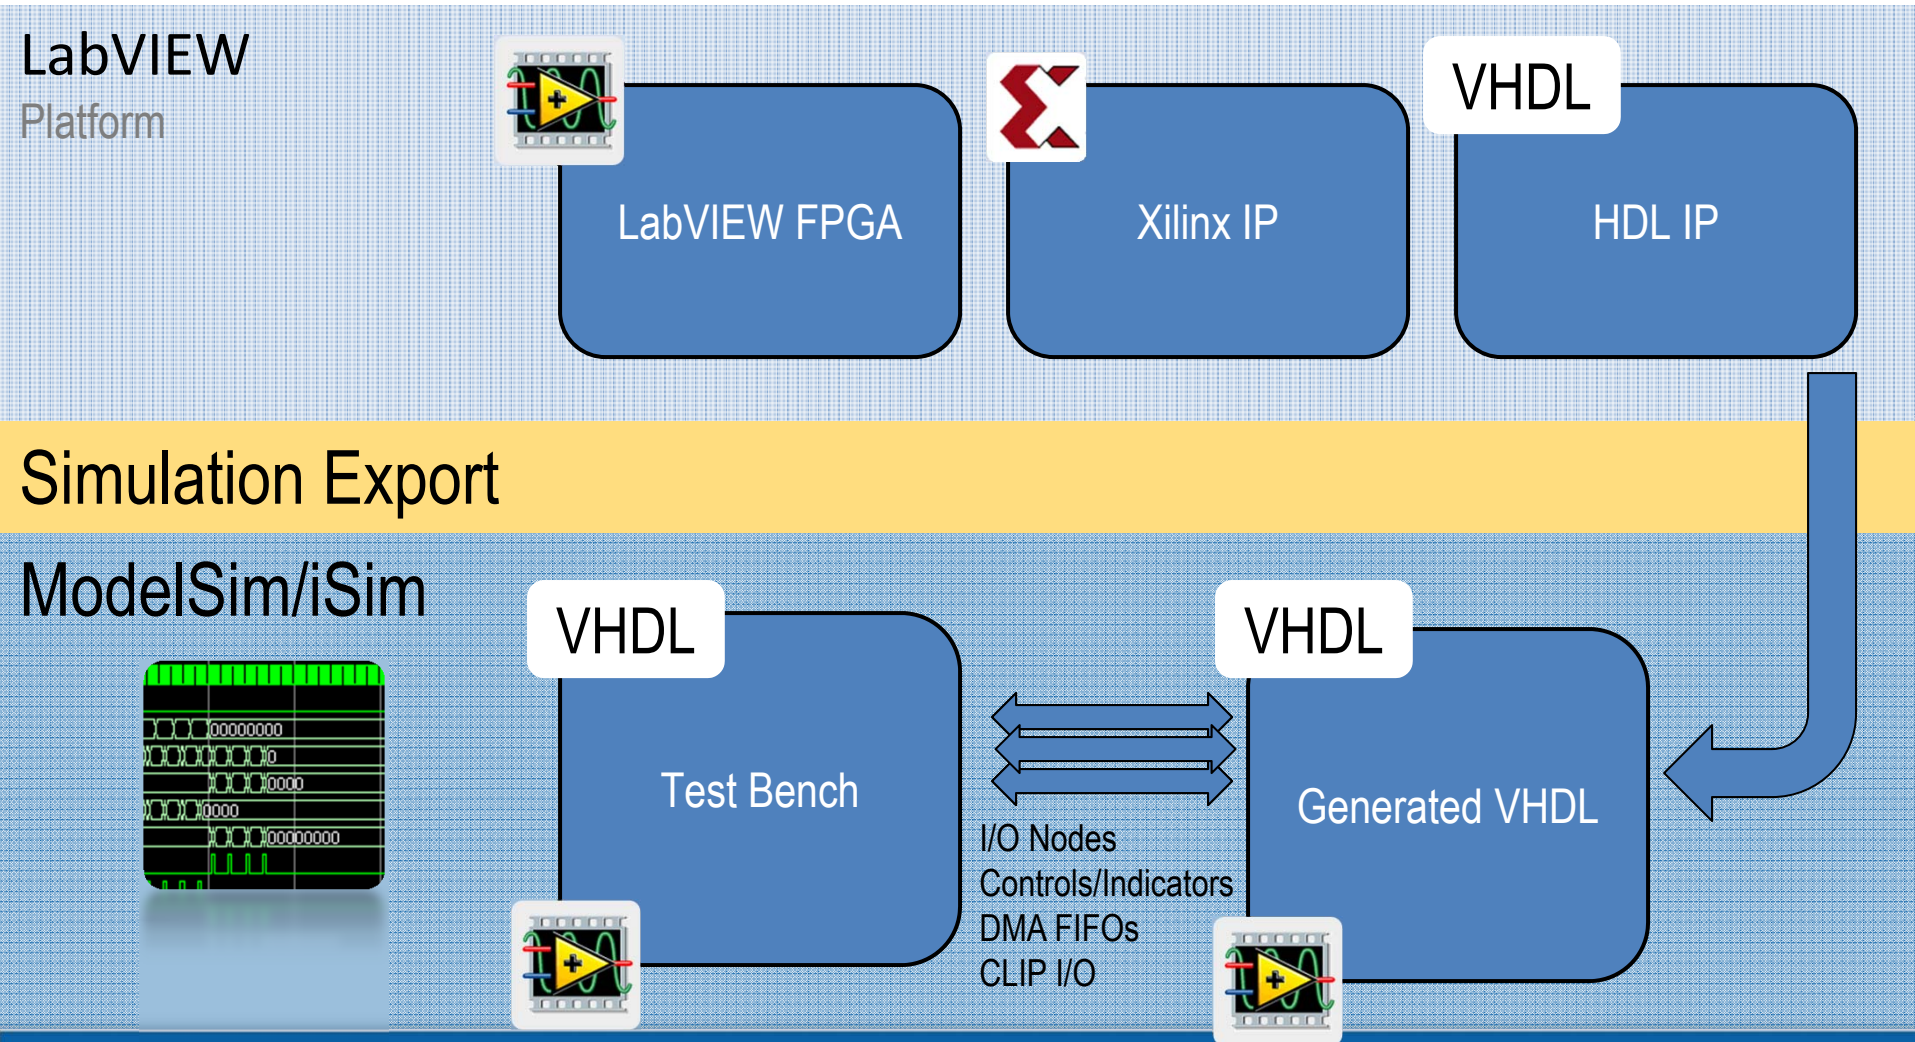 LabVIEW
Platform
VHDL
LabVIEW FPGA
Xilinx IP
HDL IP
Simulation Export
ModelSim/iSim
VHDL
VHDL
00000000
0
0000
0000
00000000
Test Bench
Generated VHDL
I/O Nodes
Controls/Indicators
DMA FIFOs
CLIP I/O